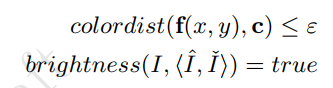 colordist(f(x, y), c) ≤ ε
brightness(I, ⟨Î, Ǐ⟩) = true